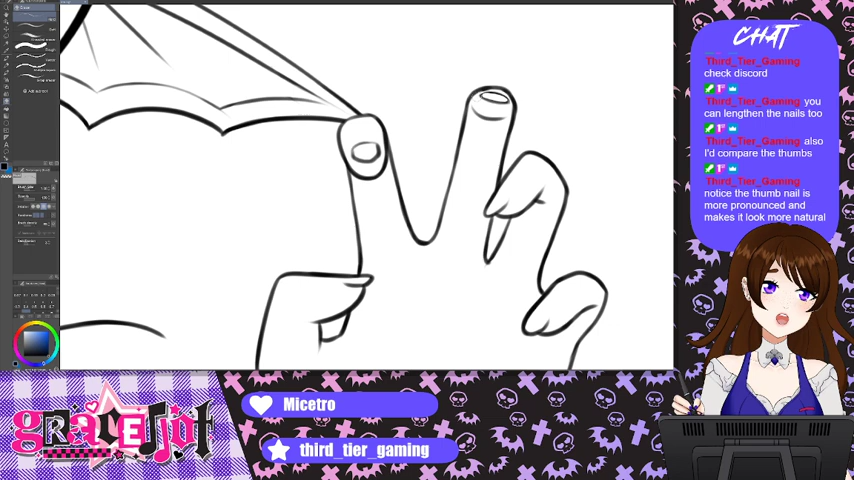 CHAT
Third_Tier_Gaming
check discord
Third_Tier_Gaming you
can lengthen the nails too
Third_Tier_Gaming also
I'd compare the thumbs
Third_Tier_Gaming
notice the thumb nail is
more pronounced and
makes it look more natural
Micetro
third_tier_gaming